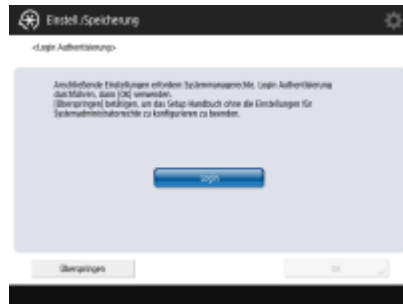 Einstell./Speicherung
<Login Authentisierung>
Anschließende Einstellungen erfordern Systemmanagerrechte. Login Authentisierung
durchführen, dann [OK] verwenden.
[Überspringen] betätigen, um das Setup Handbuch ohne die Einstellungen für
Systemadministratorrechte zu konfigurieren zu beenden.
Login
Überspringen
OK